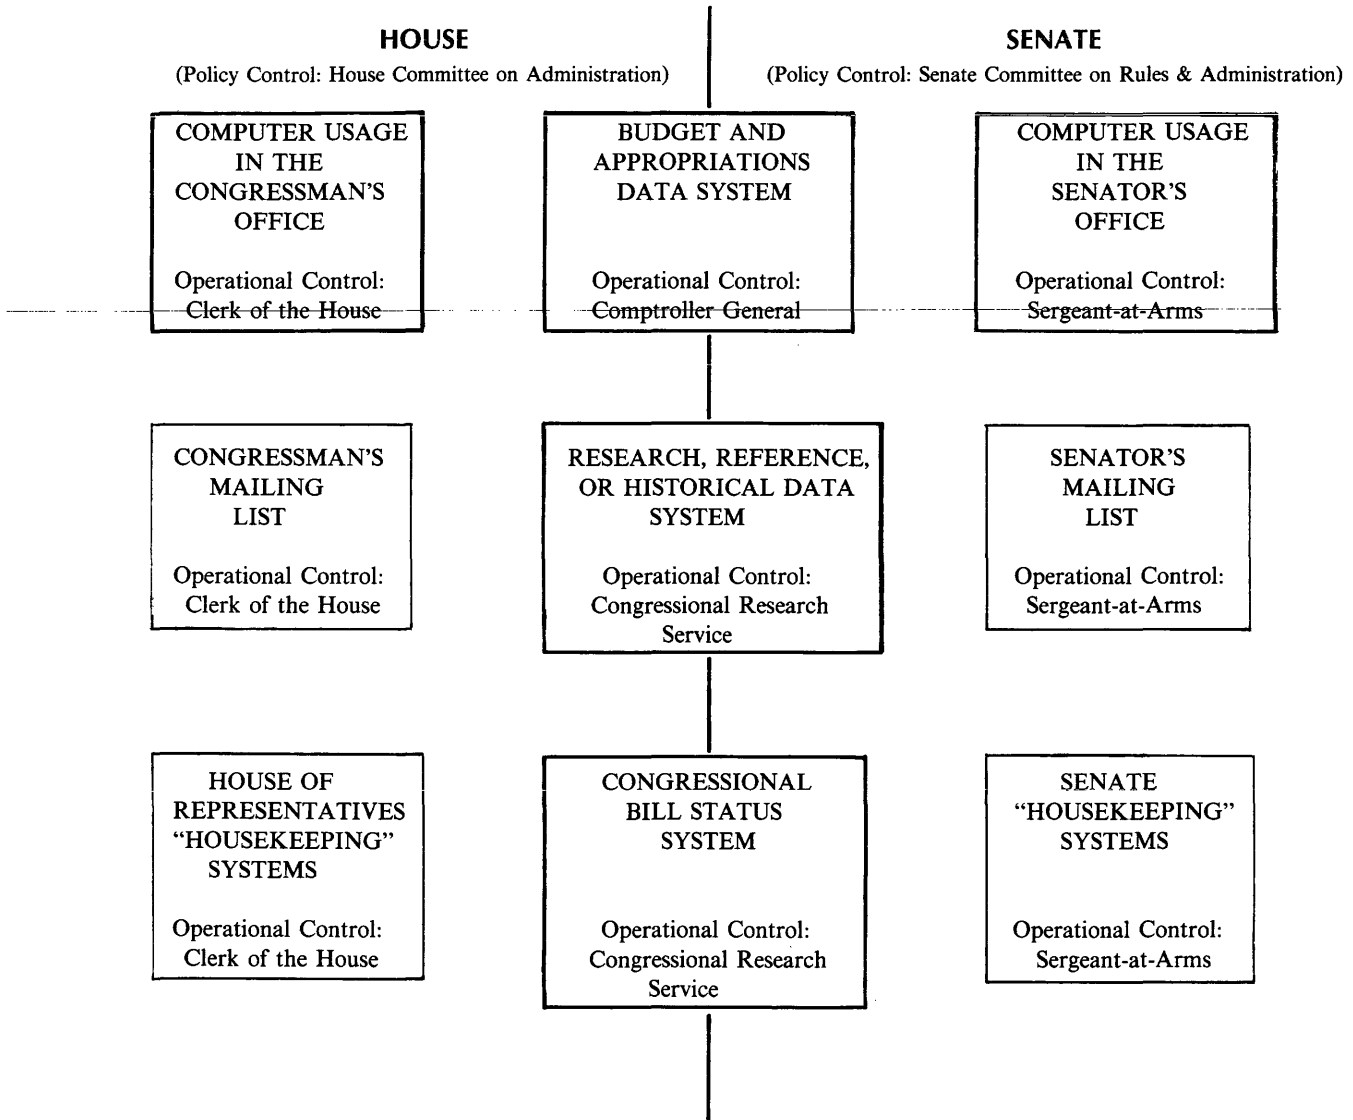 HOUSE
(Policy Control: House Committee on Administration)
SENATE
(Policy Control: Senate Committee on Rules & Administration)
COMPUTER USAGE
IN THE
CONGRESSMAN'S
OFFICE
Operational Control:
Clerk of the House
BUDGET AND
APPROPRIATIONS
DATA SYSTEM
Operational Control:
Comptroller General
COMPUTER USAGE
IN THE
SENATOR'S
OFFICE
Operational Control:
Sergeant-at-Arms
CONGRESSMAN'S
MAILING
LIST
Operational Control:
Clerk of the House
RESEARCH, REFERENCE,
OR HISTORICAL DATA
SYSTEM
Operational Control:
Congressional Research
Service
SENATOR'S
MAILING
LIST
Operational Control:
Sergeant-at-Arms
HOUSE OF
REPRESENTATIVES
“HOUSEKEEPING”
SYSTEMS
Operational Control:
Clerk of the House
CONGRESSIONAL
BILL STATUS
SYSTEM
Operational Control:
Congressional Research
Service
SENATE
“HOUSEKEEPING”
SYSTEMS
Operational Control:
Sergeant-at-Arms